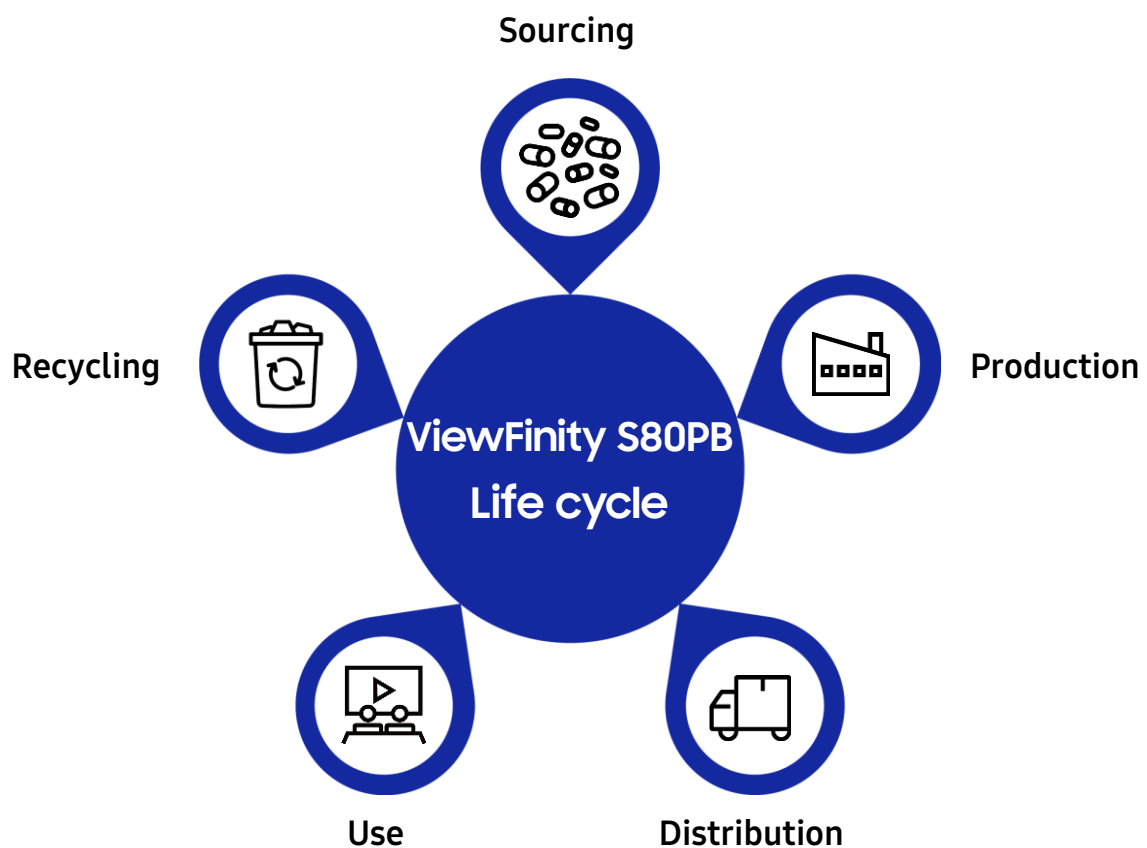 Sourcing
Recycling
Production
ViewFinity S80PB
Life cycle
Use
Distribution